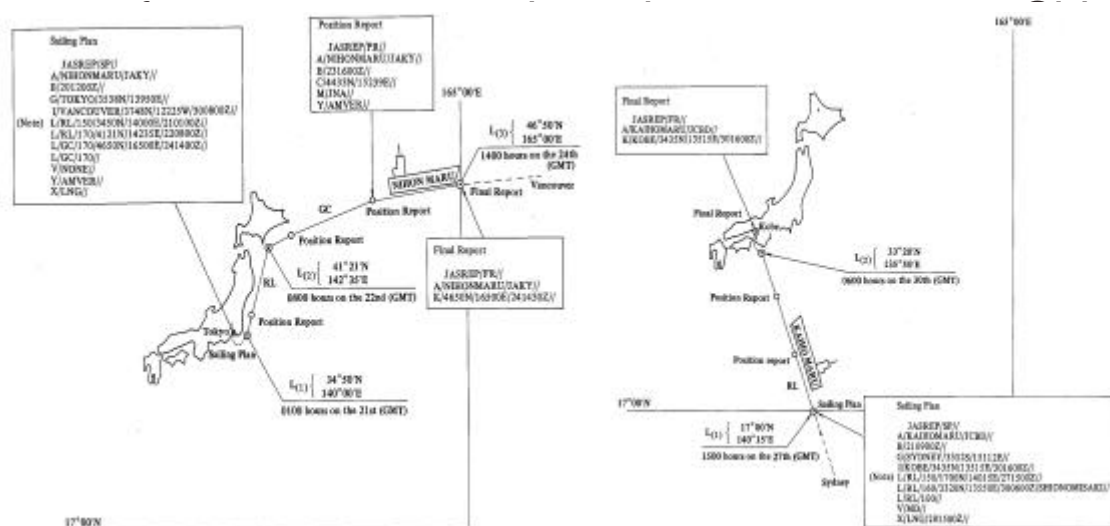 Sailing Plan
JASREP/SP//
A/NIHONMARU/JAKY//
B/201200Z//
G/TOKYO/3538N/13950E//
I/VANCOUVER/3748N/12225W/300800Z//
(Note) L/RL/150/3450N/14000E/210100Z//
L/RL/170/4121N/14235E/220800Z//
L/GC/170/4650N/16500E/241400Z//
L/GC/170//
V/NONE//
Y/AMVER//
X/LNG//
Position Report
JASREP/PR//
A/NIHONMARU/JAKY//
B/231600Z//
C/4435N/15239E//
M/JNA//
Y/AMVER//
165°00'E
L(3) { 46°50'N
165°00'E
1400 hours on the 24th
(GMT)
NIHON MARU
Vancouver
Final Report
Position Report
GC
Position Report
L(2) { 41°21'N
142°35'E
0800 hours on the 22nd (GMT)
RL
Final Report
JASREP/FR//
A/NIHONMARU/JAKY//
K/4650N/16500E/241430Z//
Position Report
Tokyo
Sailing Plan
L(1) { 34°50'N
140°00'E
0100 hours on the 21st (GMT)
17°00'N
165°00'E
Final Report
JASREP/FR//
A/KAIHOMARU/JCBD//
K/KOBE/3435N/13515E/301600Z//
Final Report
Kobe
L(2) { 33°20'N
135°50'E
0600 hours on the 30th (GMT)
Position Report
Position report
KAIHO MARU
RL
17°00'N
Sailing Plan
L(1) { 17°00'N
140°15'E
1500 hours on the 27th (GMT)
Sydney
Sailing Plan
JASREP/SP//
A/KAIHOMARU/JCBD//
B/210900Z//
G/SYDNEY/3352S/15112E//
I/KOBE/3435N/13515E/301600Z//
(Note) L/RL/150/1700N/14015E/271500Z//
L/RL/160/3320N/13550E/300600Z/SHIONOMISAKI//
L/RL/160//
V/MD//
X/LNG/281500Z//